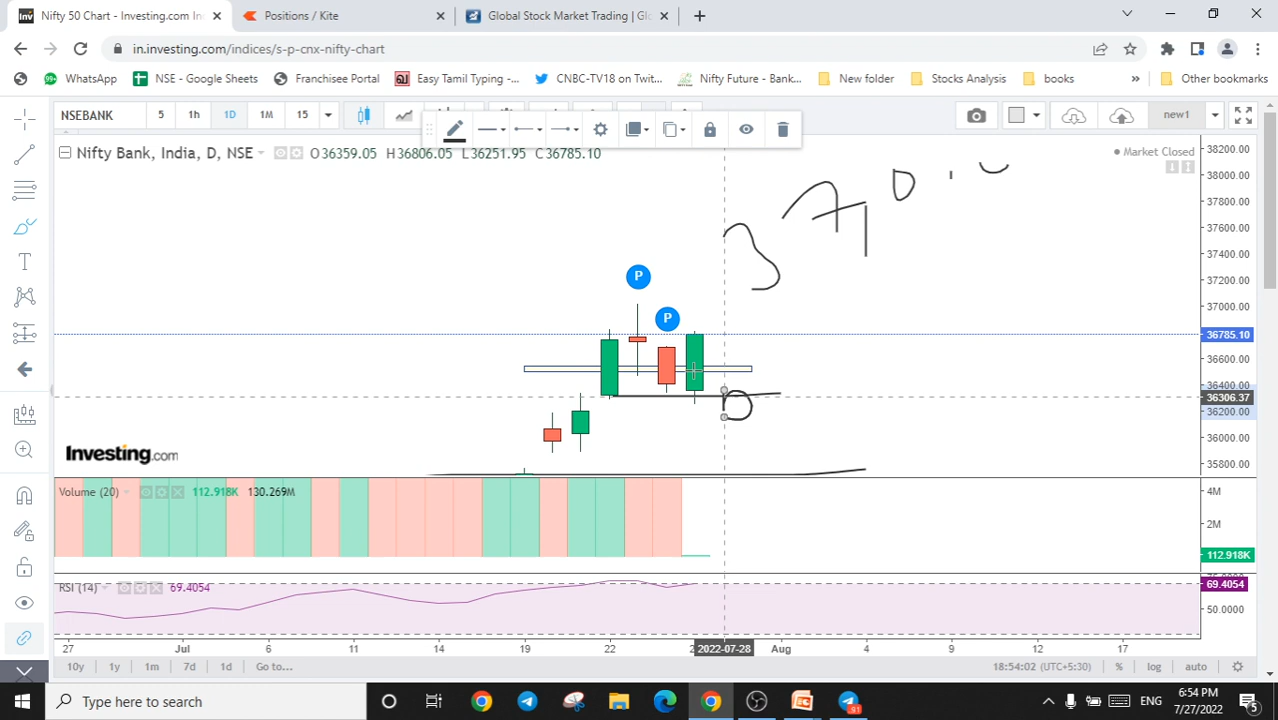 Nifty 50 Chart - Investing.com In
Positions / Kite
Global Stock Market Trading | Gl
in.investing.com/indices/s-p-cnx-nifty-chart
WhatsApp NSE - Google Sheets Franchisee Portal Easy Tamil Typing -... CNBC-TV18 on Twit... Nifty Future - Bank... New folder Stocks Analysis books » Other bookmarks
NSEBANK 5 1h 1D 1M 15 new1
Nifty Bank, India, D, NSE O36359.05 H36806.05 L36251.95 C36785.10
Market Closed
38200.00
38000.00
37800.00
37600.00
37400.00
37200.00
37000.00
36785.10
36600.00
36400.00
36306.37
36200.00
36000.00
35800.00
P
P
Investing.com
Volume (20) 112.918K 130.269M
4M
2M
112.918K
RSI (14) 69.4054
69.4054
50.0000
27 Jul 6 11 14 19 22 2022-07-28 Aug 4 9 12 17
10y 1y 1m 7d 1d Go to... 18:54:02 (UTC+5:30) % log auto
Type here to search
91
ENG
6:54 PM
7/27/2022
5